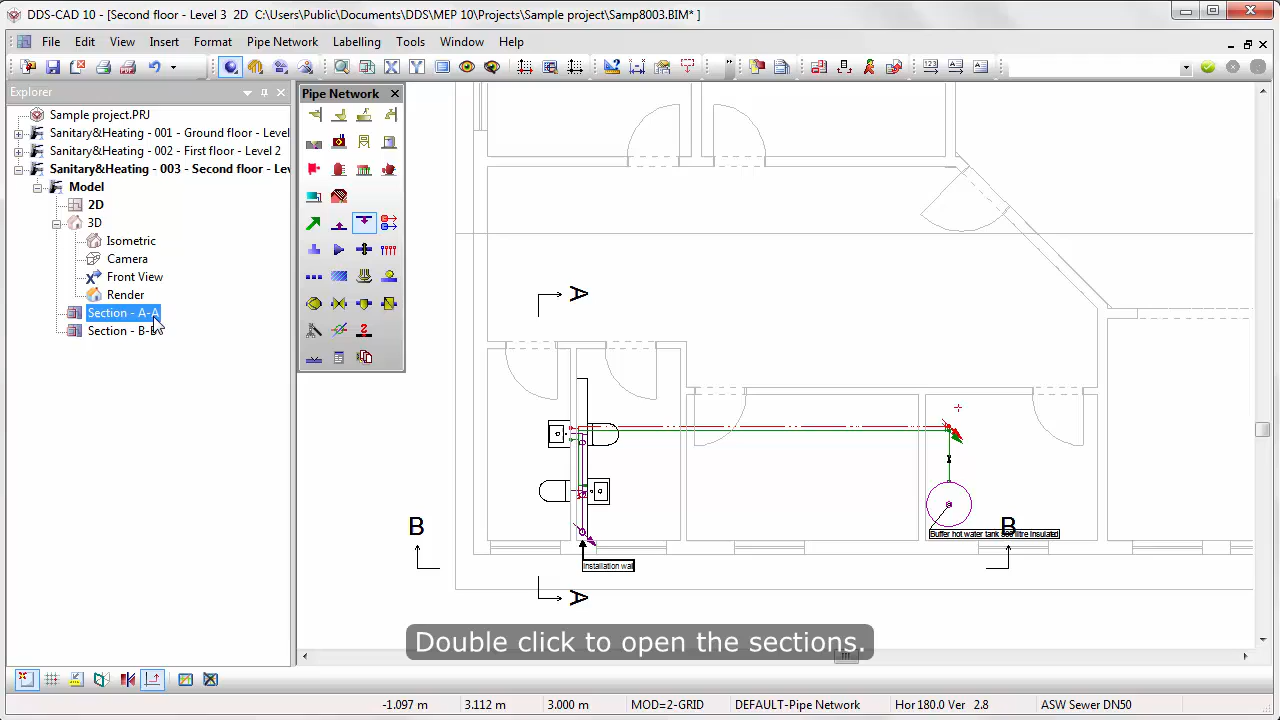 DDS-CAD 10 - [Second floor - Level 3  2D  C:\Users\Public\Documents\DDS\MEP 10\Projects\Sample project\Samp8003.BIM* ]
File Edit View Insert Format Pipe Network Labelling Tools Window Help
Explorer
Pipe Network
Sample project.PRJ
Sanitary&Heating - 001 - Ground floor - Level
Sanitary&Heating - 002 - First floor - Level 2
Sanitary&Heating - 003 - Second floor - Lev
Model
2D
3D
Isometric
Camera
Front View
Render
Section - A-A
Section - B-B
A
B
B
Buffer hot water tank 300 litre insulated
Installation wall
A
Double click to open the sections.
-1.097 m 3.112 m 3.000 m MOD=2-GRID DEFAULT-Pipe Network Hor 180.0 Ver 2.8 ASW Sewer DN50